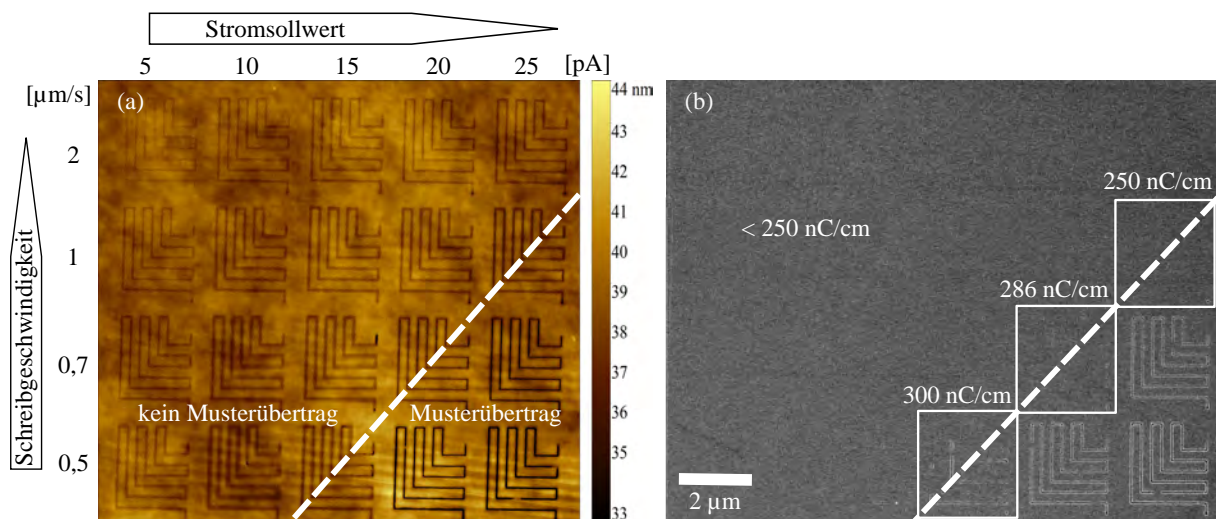 Stromsollwert
5 10 15 20 25 [pA]
[µm/s]
Schreibgeschwindigkeit
2
1
0,7
0,5
(a)
kein Musterübertrag
Musterübertrag
44 nm
43
42
41
40
39
38
37
36
35
33
(b)
250 nC/cm
< 250 nC/cm
286 nC/cm
300 nC/cm
2 µm